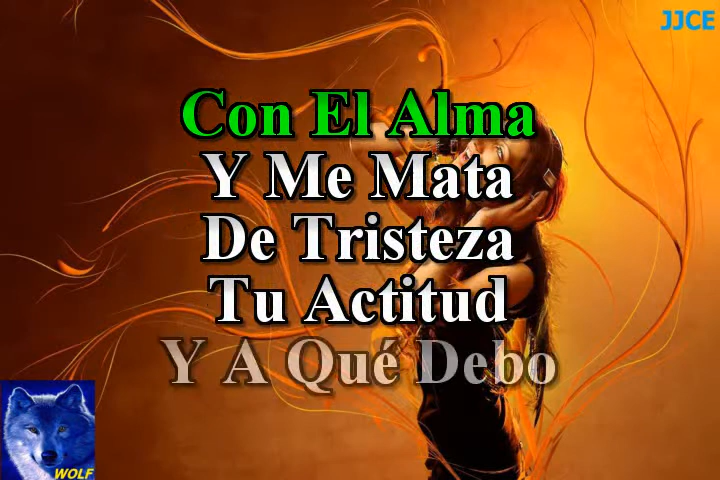 JJCE
Con El Alma
Y Me Mata
De Tristeza
Tu Actitud
Y A Qué Debo
WOLF